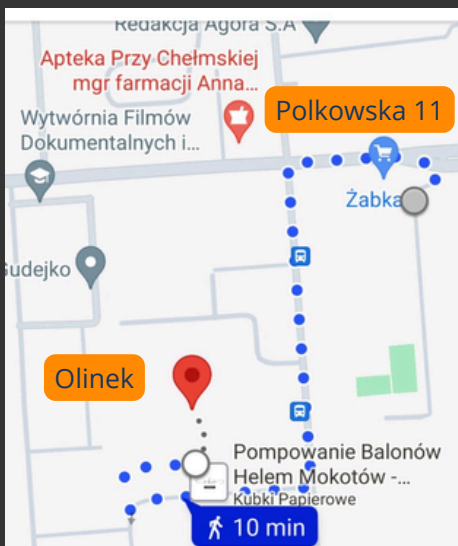 Redakcja Agora S.A
Apteka Przy Chełmskiej
mgr farmacji Anna...
Polkowska 11
Wytwórnia Filmów
Dokumentalnych i...
Żabka
Gudejko
Olinek
Pompowanie Balonów
Helem Mokotów -...
Kubki Papierowe
10 min